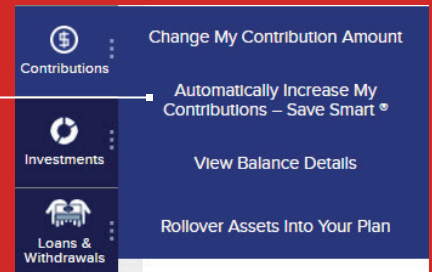 Contributions
Investments
Loans &
Withdrawals
Change My Contribution Amount
Automatically Increase My
Contributions – Save Smart ®
View Balance Details
Rollover Assets Into Your Plan